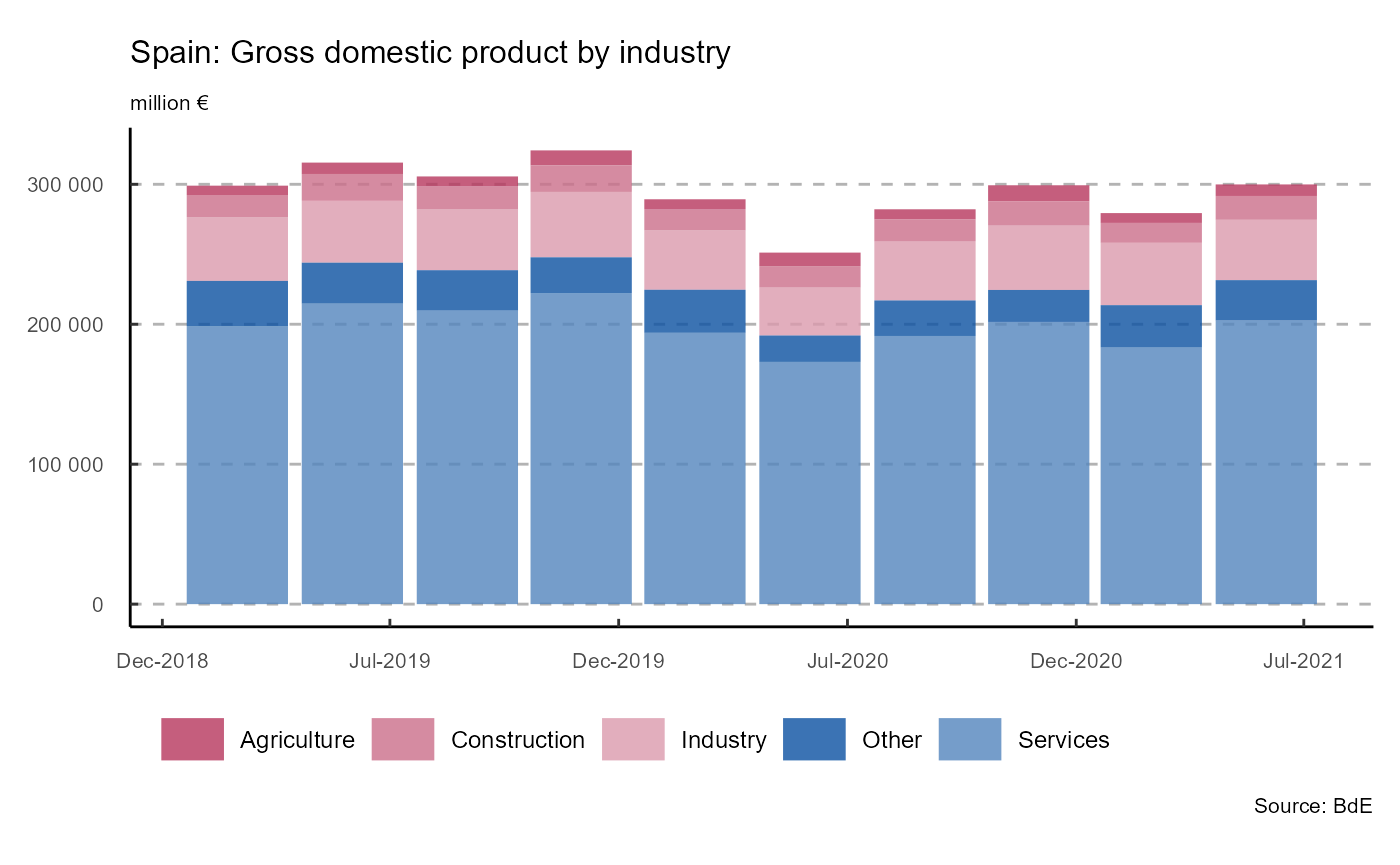 Spain: Gross domestic product by industry
million €
300 000
200 000
100 000
0
Dec-2018 Jul-2019 Dec-2019 Jul-2020 Dec-2020 Jul-2021
Agriculture Construction Industry Other Services
Source: BdE